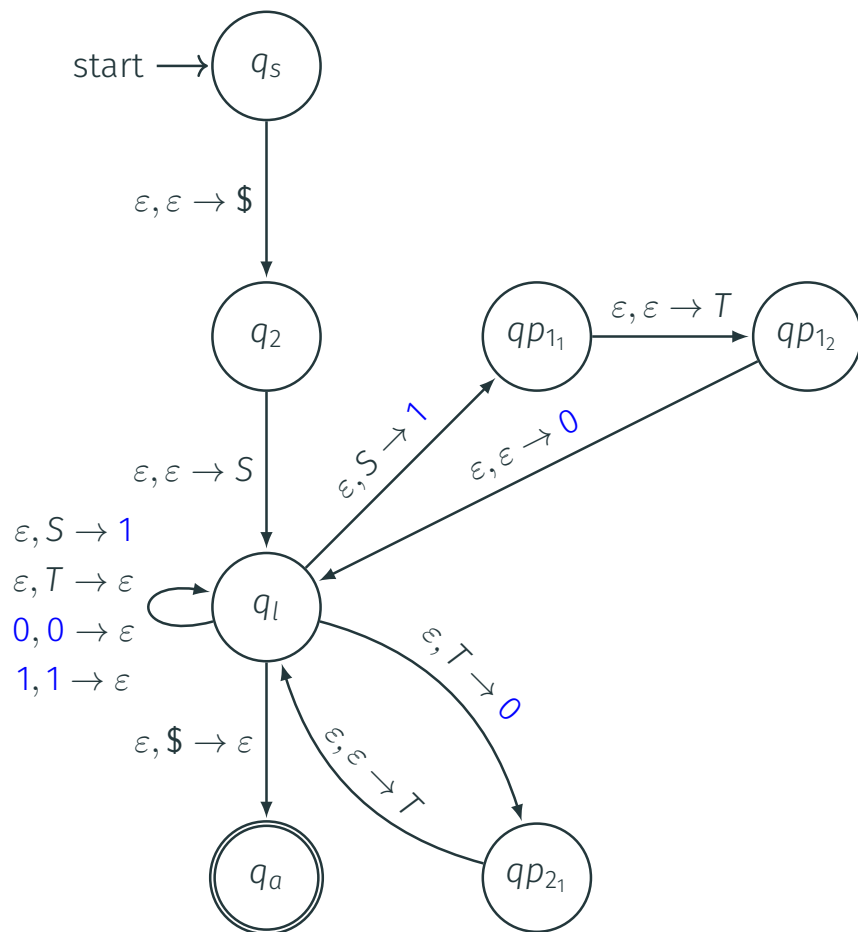 start
qₛ
ε, ε → $
q₂
qp₁₁
ε, ε → T
qp₁₂
ε, ε → S
ε, S → 1
ε, ε → 0
ε, S → 1
ε, T → ε
0, 0 → ε
1, 1 → ε
qₗ
ε, T → 0
ε, $ → ε
ε, ε → T
qₐ
qp₂₁